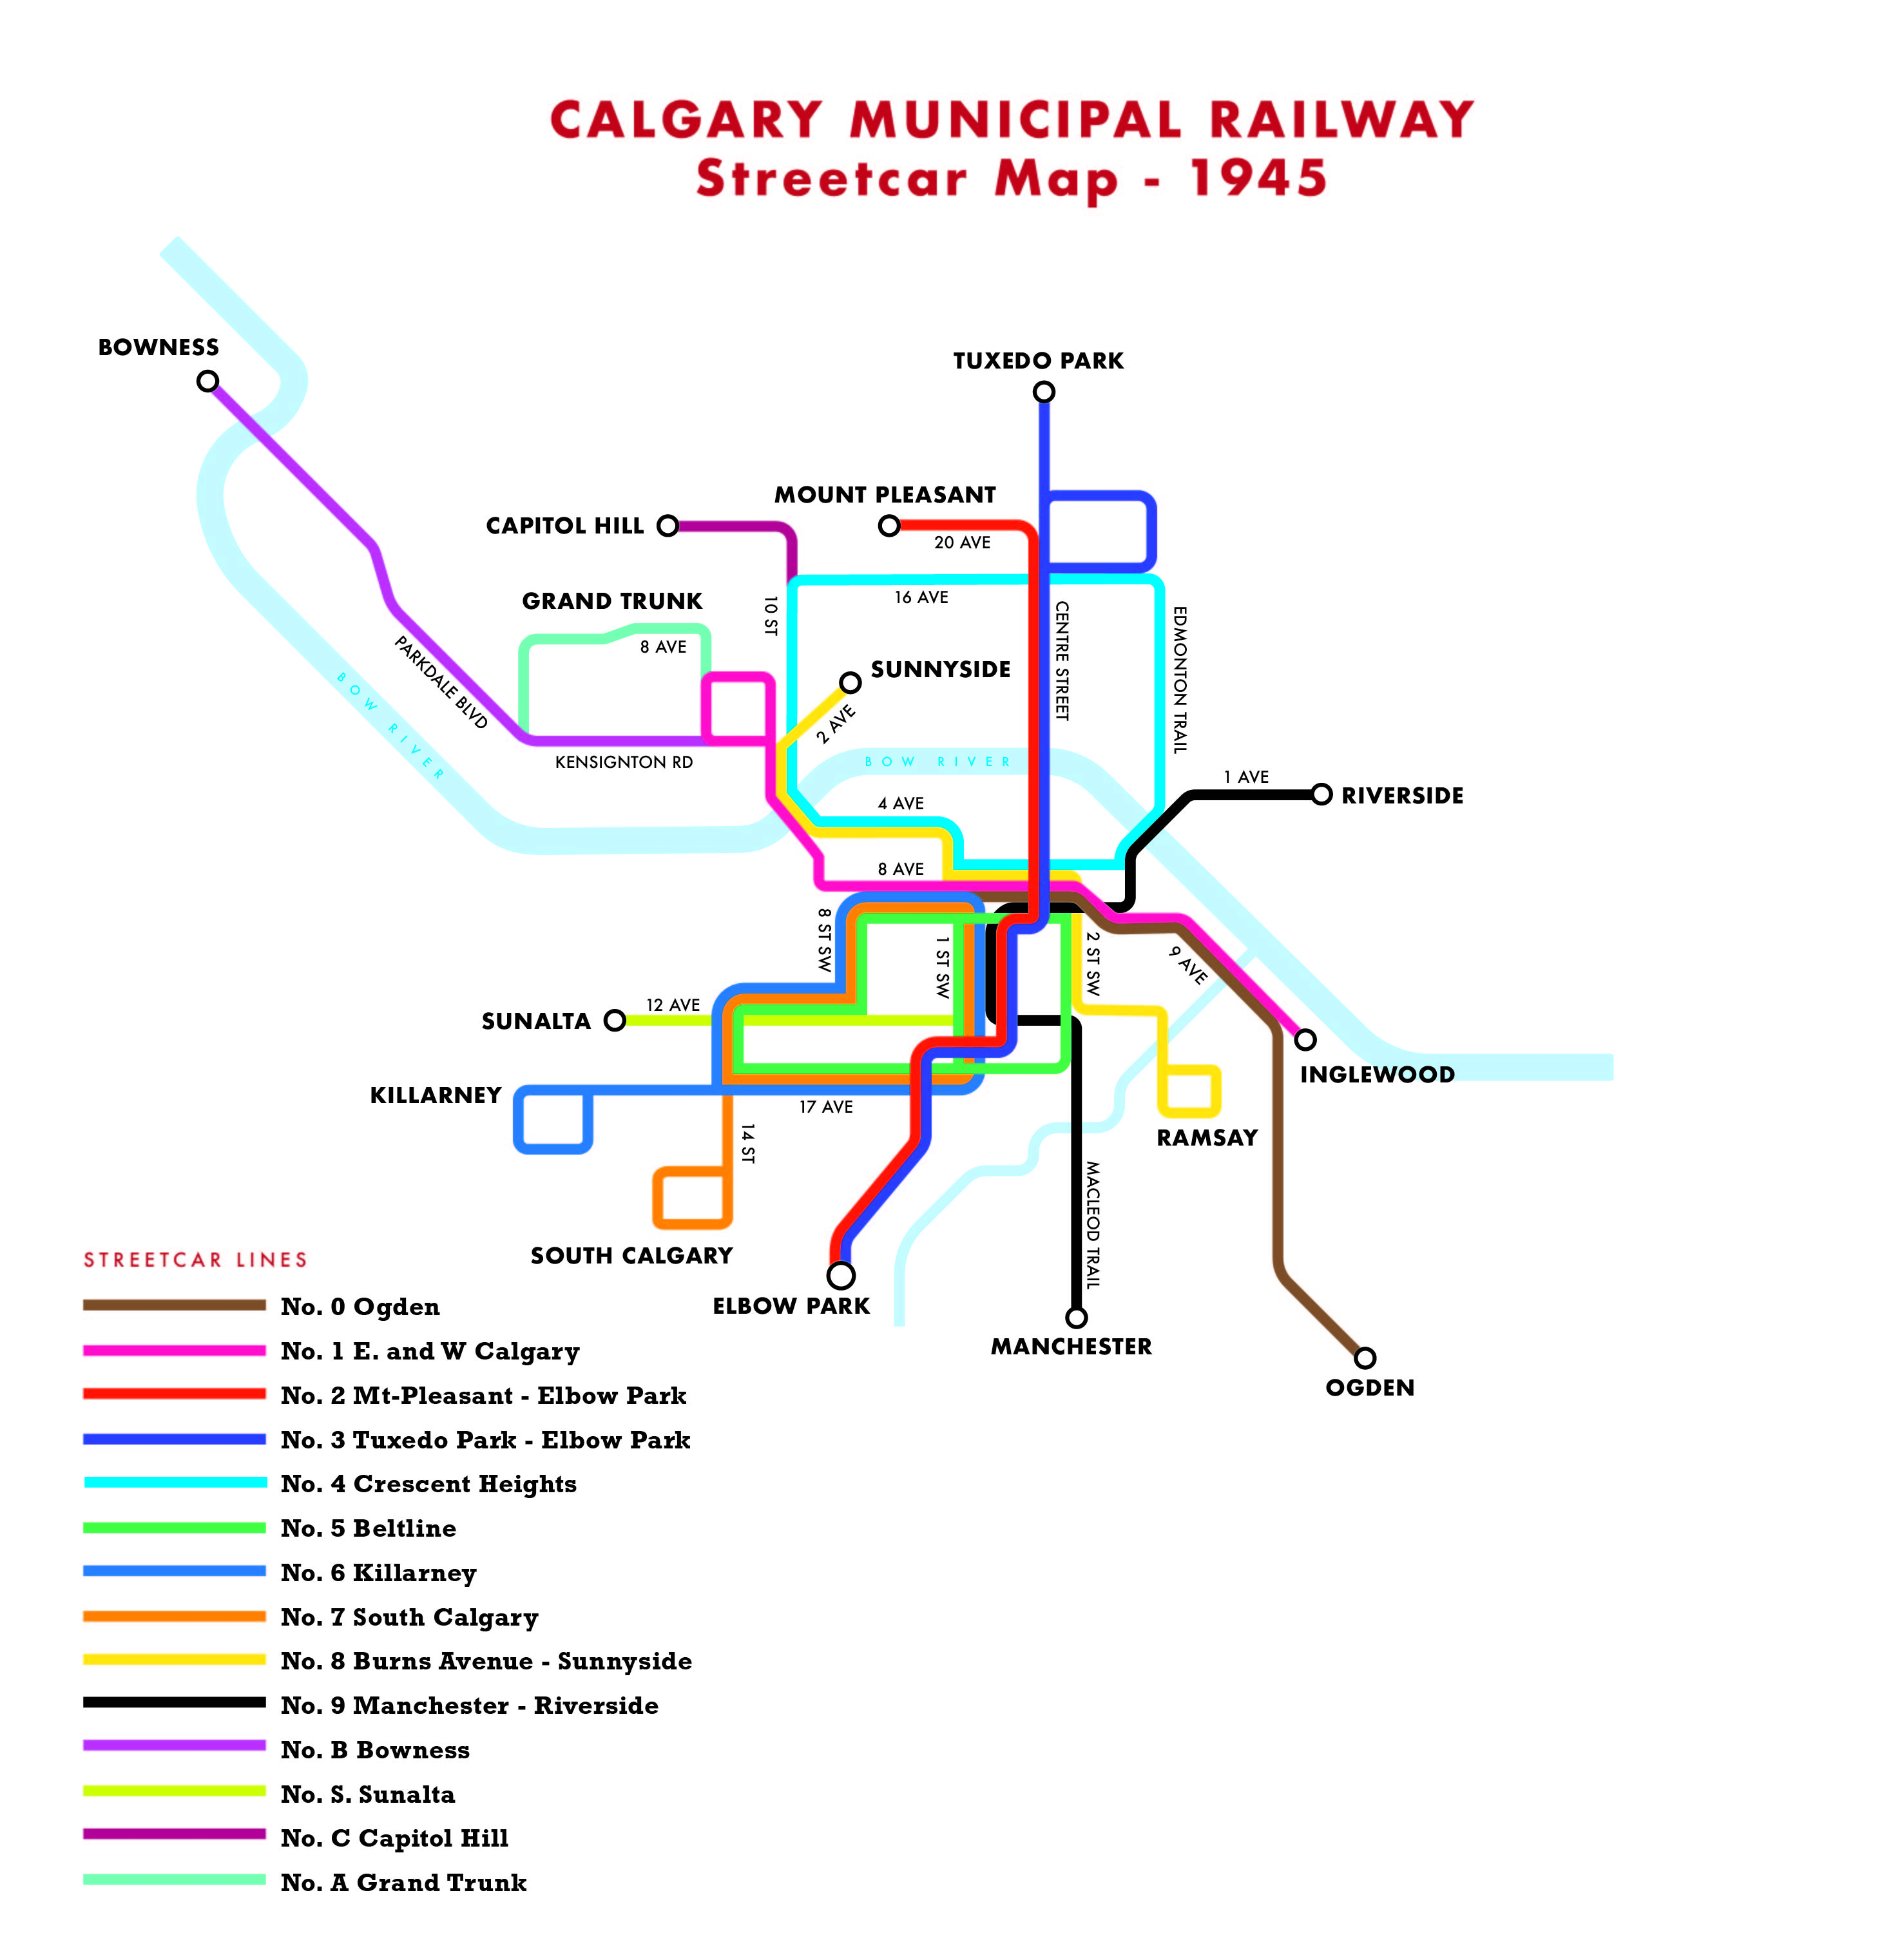 CALGARY MUNICIPAL RAILWAY
Streetcar Map - 1945
BOWNESS
TUXEDO PARK
MOUNT PLEASANT
CAPITOL HILL
20 AVE
GRAND TRUNK
10 ST
16 AVE
CENTRE STREET
EDMONTON TRAIL
8 AVE
SUNNYSIDE
PARKDALE BLVD
2 AVE
BOW RIVER
KENSIGNTON RD
BOW RIVER
1 AVE
RIVERSIDE
4 AVE
8 AVE
8 ST SW
1 ST SW
2 ST SW
9 AVE
12 AVE
SUNALTA
INGLEWOOD
KILLARNEY
17 AVE
14 ST
RAMSAY
MACLEOD TRAIL
SOUTH CALGARY
ELBOW PARK
MANCHESTER
OGDEN
STREETCAR LINES
No. 0 Ogden
No. 1 E. and W Calgary
No. 2 Mt-Pleasant - Elbow Park
No. 3 Tuxedo Park - Elbow Park
No. 4 Crescent Heights
No. 5 Beltline
No. 6 Killarney
No. 7 South Calgary
No. 8 Burns Avenue - Sunnyside
No. 9 Manchester - Riverside
No. B Bowness
No. S. Sunalta
No. C Capitol Hill
No. A Grand Trunk